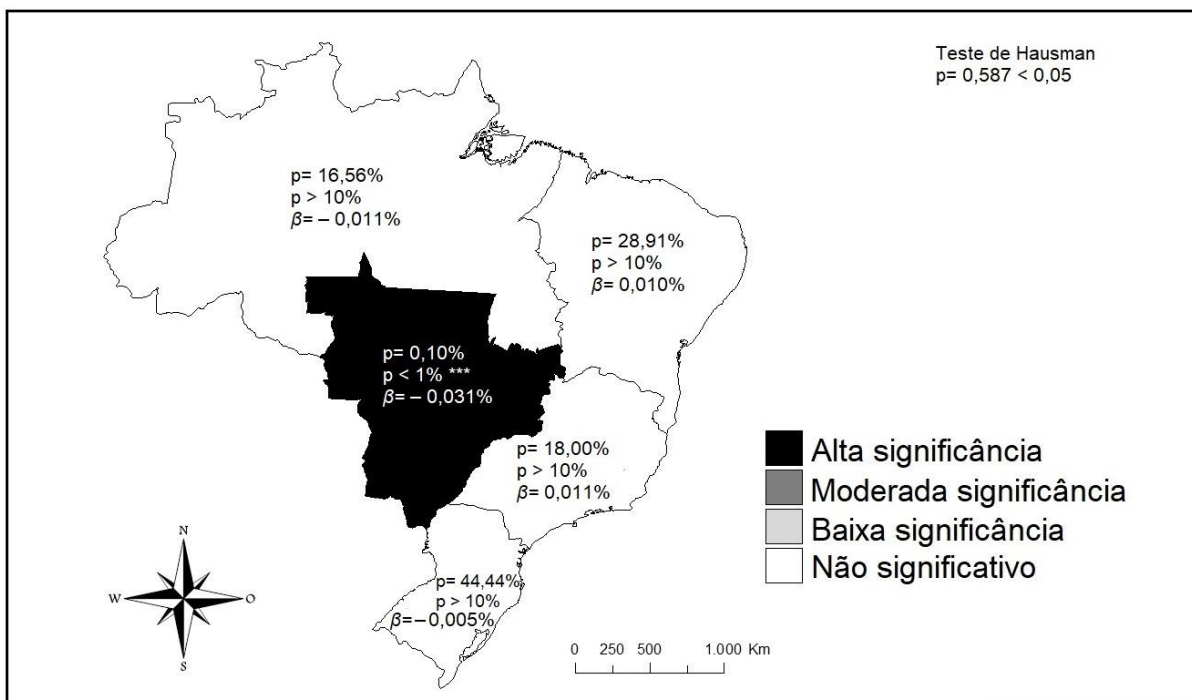 Teste de Hausman
p= 0,587 < 0,05
p= 16,56%
p > 10%
β= – 0,011%
p= 28,91%
p > 10%
β= 0,010%
p= 0,10%
p < 1% ***
β= – 0,031%
p= 18,00%
p > 10%
β= 0,011%
p= 44,44%
p > 10%
β= –0,005%
Alta significância
Moderada significância
Baixa significância
Não significativo
N
W O
S
0 250 500 1.000 Km